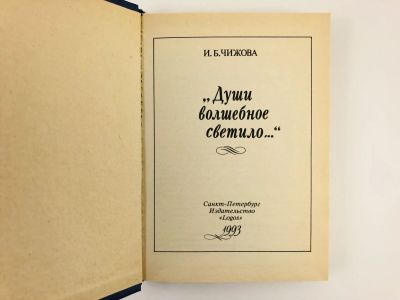 И. Б. ЧИЖОВА
„Души
волшебное
светило..."
Санкт-Петербург
Издательство
«Logos»
1993